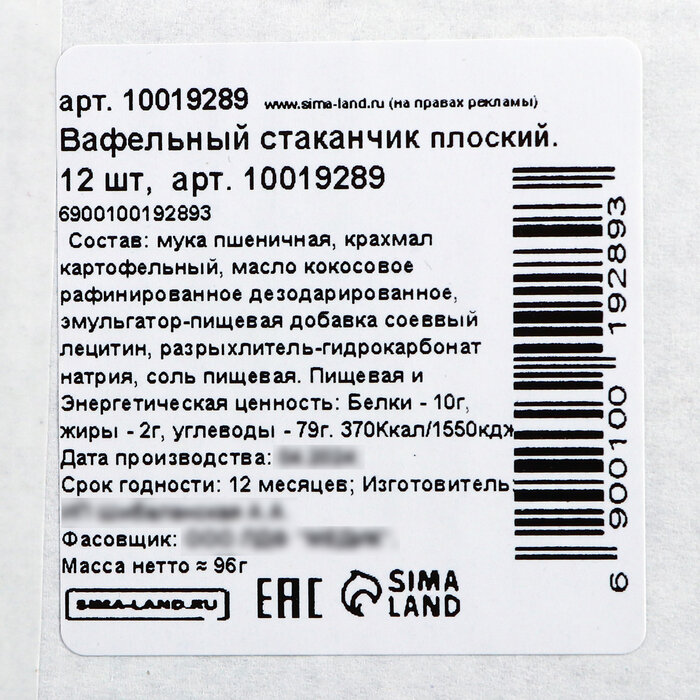 арт. 10019289 www.sima-land.ru (на правах рекламы)
Вафельный стаканчик плоский.
12 шт, арт. 10019289
6900100192893
Состав: мука пшеничная, крахмал
картофельный, масло кокосовое
рафинированное дезодарированное,
эмульгатор-пищевая добавка соеввый
лецитин, разрыхлитель-гидрокарбонат
натрия, соль пищевая. Пищевая и
Энергетическая ценность: Белки - 10г,
жиры - 2г, углеводы - 79г. 370Ккал/1550кдж
Дата производства:
Срок годности: 12 месяцев; Изготовитель:
Фасовщик:
Масса нетто ≈ 96г
SIMA-LAND.RU
EAC
SIMA
LAND
6 900100 192893